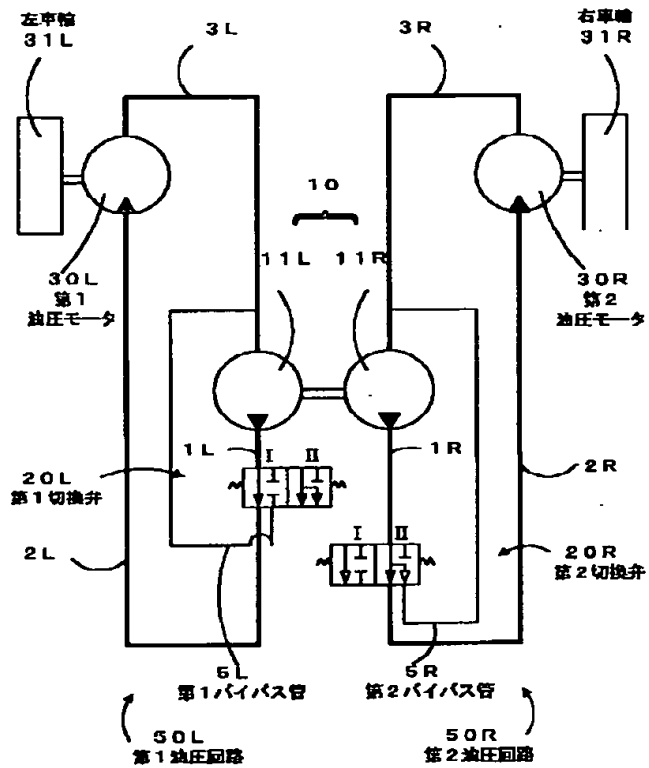 左車輪
31L
3L
3R
右車輪
31R
10
11L
11R
30L
第1
油圧モータ
30R
第2
油圧モータ
1L
I
II
1R
20L
第1切換弁
2R
I
II
2L
20R
第2切換弁
5L
第1バイパス管
5R
第2バイパス管
50L
第1油圧回路
50R
第2油圧回路